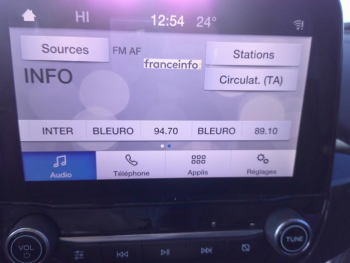 HI 12:54 24°
Sources FM AF Stations
franceinfo:
INFO Circulat. (TA)
INTER BLEURO 94.70 BLEURO 89.10
Audio Téléphone Applis Réglages
VOL TUNE